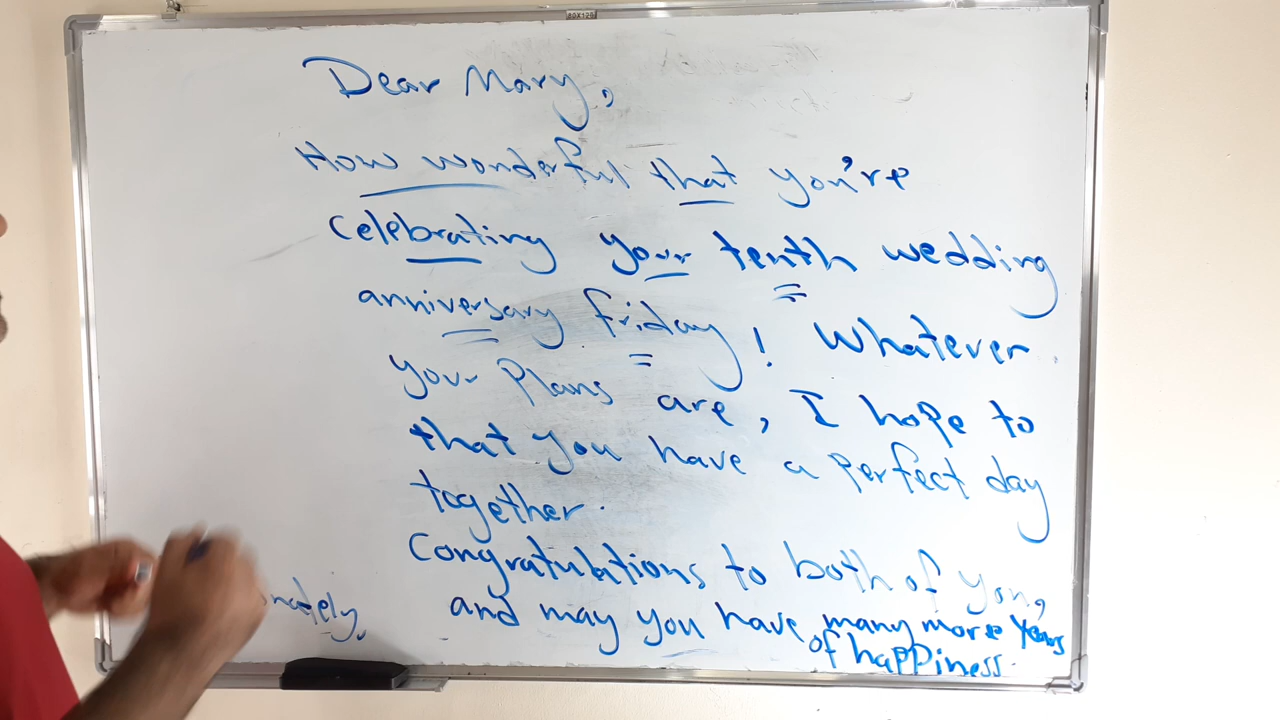 Dear Mary,
How wonderful that you're
celebrating your tenth wedding
anniversary Friday! Whatever
your plans are, I hope to
that you have a perfect day
together.
Congratulations to both of you,
and may you have many more years
of happiness.
nately,